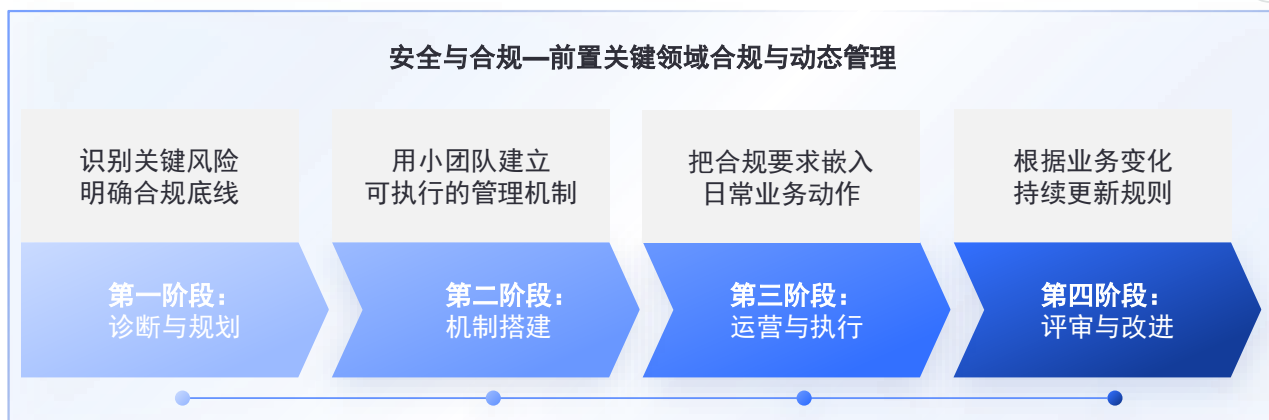 安全与合规—前置关键领域合规与动态管理
识别关键风险
明确合规底线
用小团队建立
可执行的管理机制
把合规要求嵌入
日常业务动作
根据业务变化
持续更新规则
第一阶段：
诊断与规划
第二阶段：
机制搭建
第三阶段：
运营与执行
第四阶段：
评审与改进